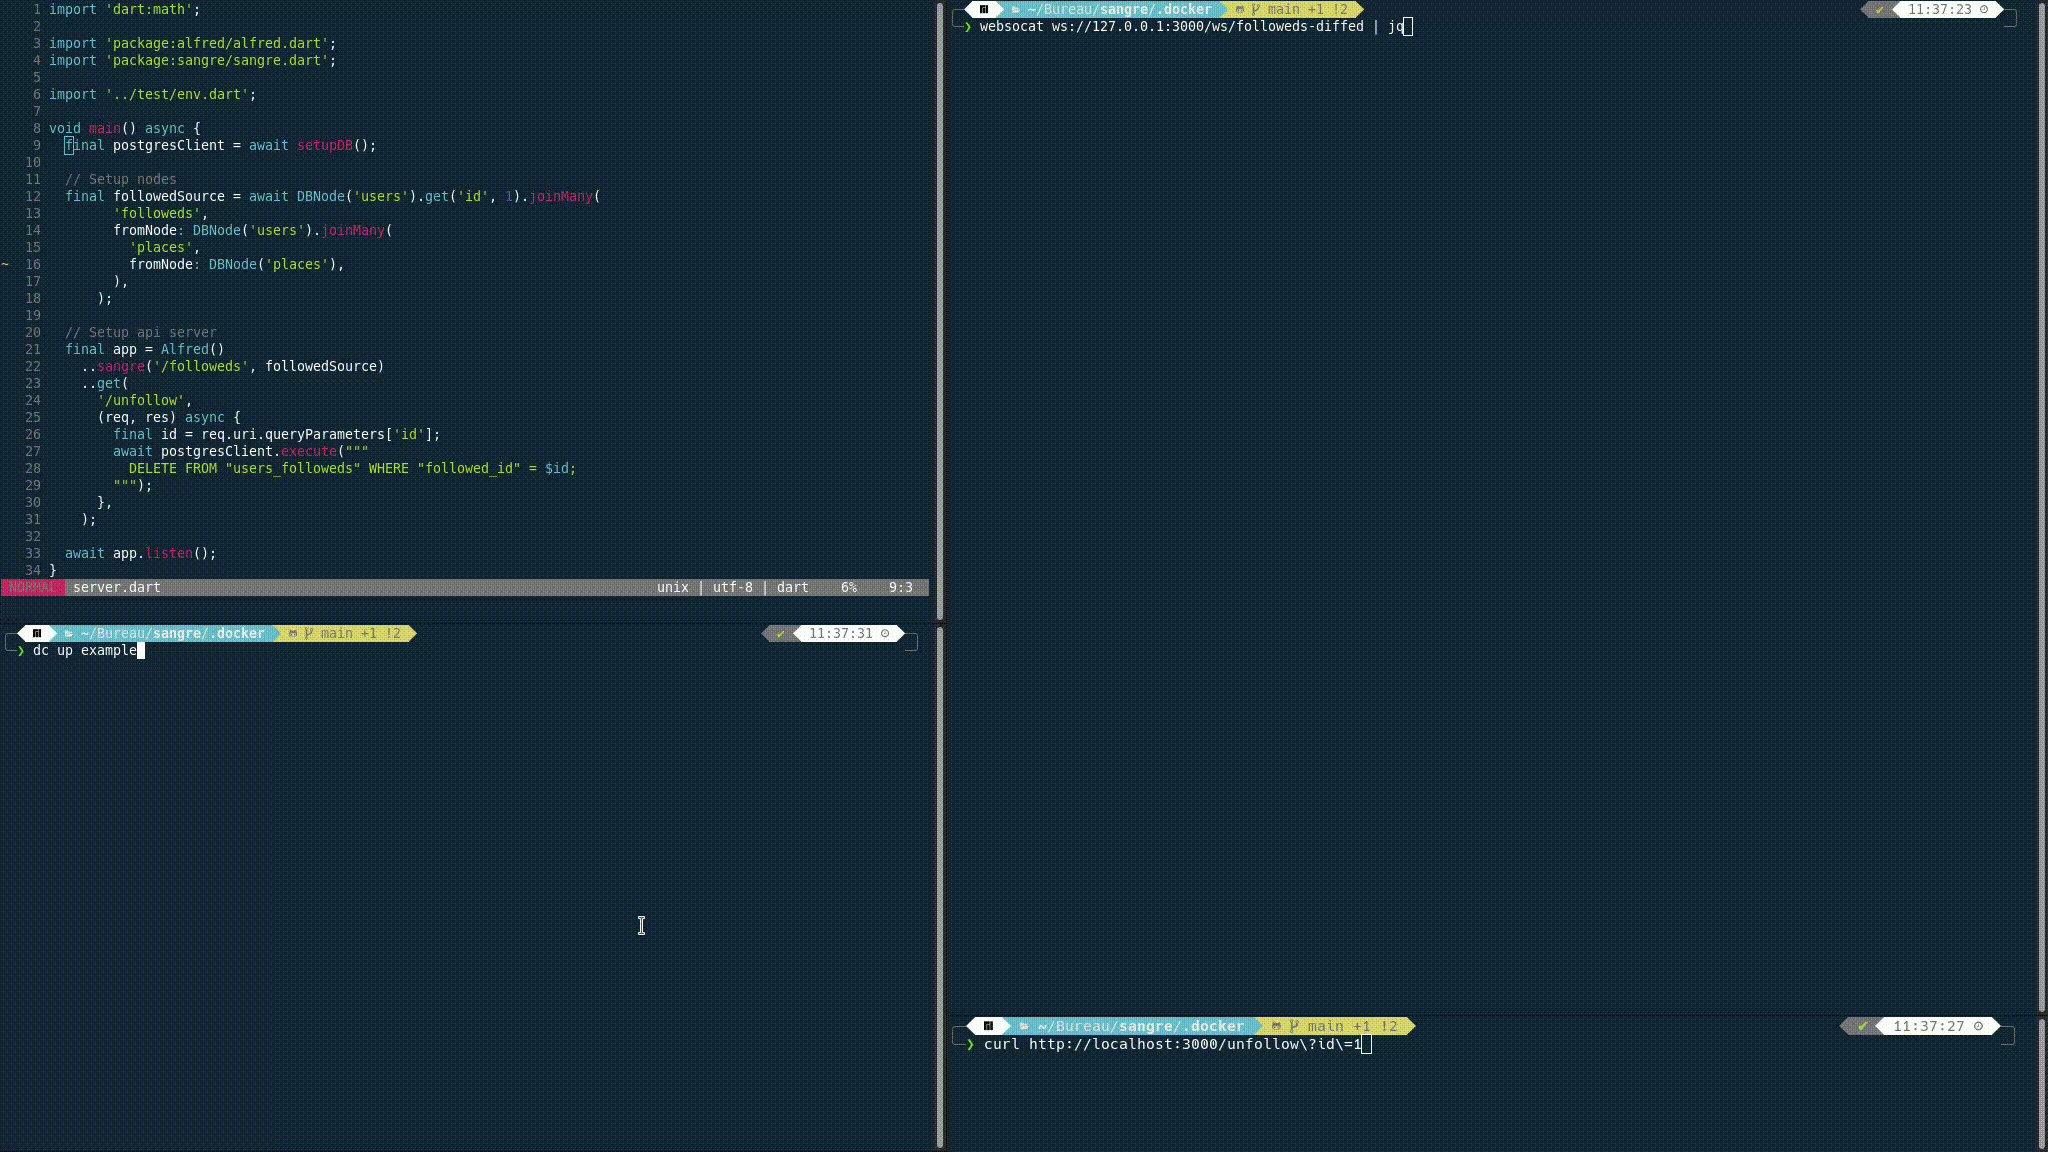 1 import 'dart:math';
2
3 import 'package:alfred/alfred.dart';
4 import 'package:sangre/sangre.dart';
5
6 import '../test/env.dart';
7
8 void main() async {
9   final postgresClient = await setupDB();
10
11   // Setup nodes
12   final followedSource = await DBNode('users').get('id', 1).joinMany(
13         'followeds',
14         fromNode: DBNode('users').joinMany(
15           'places',
~ 16           fromNode: DBNode('places'),
17         ),
18       );
19
20   // Setup api server
21   final app = Alfred()
22     ..sangre('/followeds', followedSource)
23     ..get(
24       '/unfollow',
25       (req, res) async {
26         final id = req.uri.queryParameters['id'];
27         await postgresClient.execute("""
28           DELETE FROM "users_followeds" WHERE "followed_id" = $id;
29         """);
30       },
31     );
32
33   await app.listen();
34 }
NORMAL server.dart unix | utf-8 | dart 6% 9:3
~/Bureau/sangre/.docker main +1 !2 ✔ 11:37:31
❯ dc up example
~/Bureau/sangre/.docker main +1 !2 ✔ 11:37:23
❯ websocat ws://127.0.0.1:3000/ws/followeds-diffed | jq
~/Bureau/sangre/.docker main +1 !2 ✔ 11:37:27
❯ curl http://localhost:3000/unfollow\?id\=1